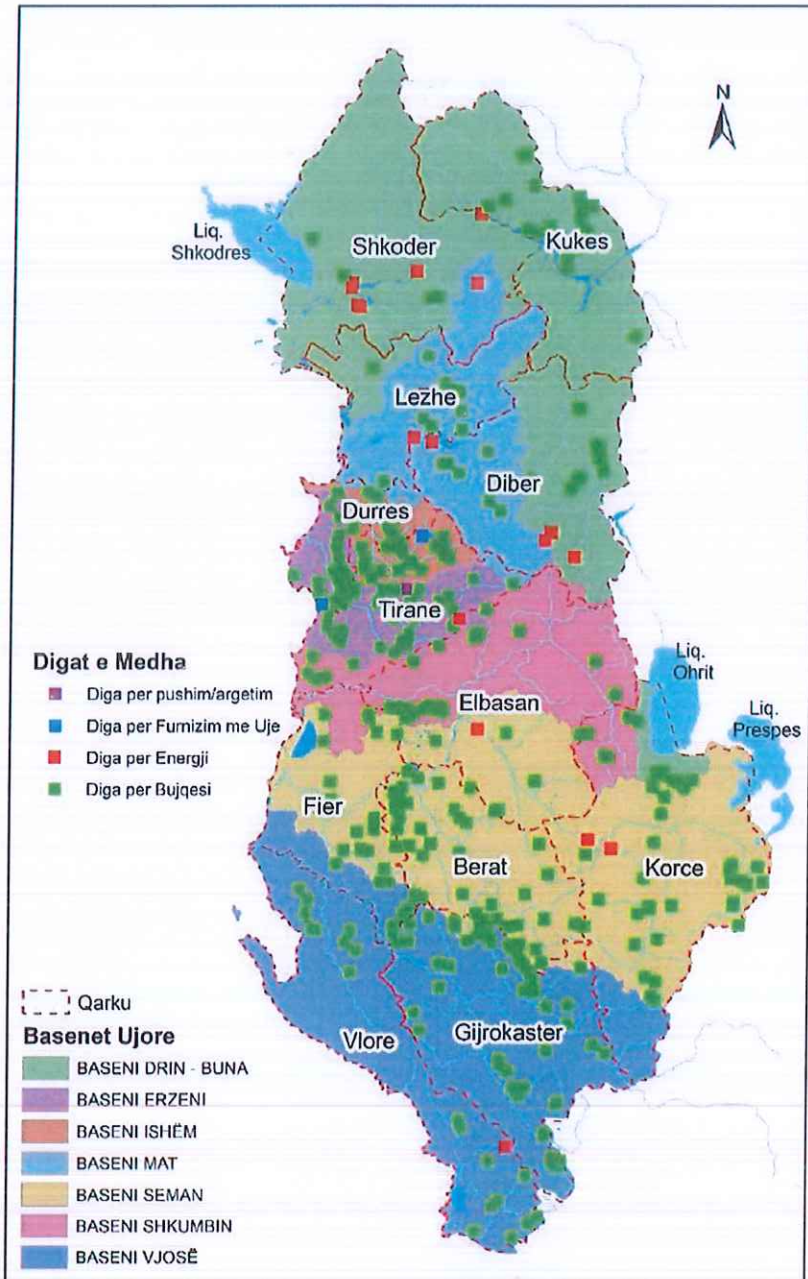 N
Liq.
Shkodres
Shkoder
Kukes
Lezhe
Diber
Durres
Tirane
Liq.
Ohrit
Liq.
Prespes
Elbasan
Fier
Berat
Korce
Vlore
Gijrokaster
Digat e Medha
Diga per pushim/argetim
Diga per Furnizim me Uje
Diga per Energji
Diga per Bujqesi
Qarku
Basenet Ujore
BASENI DRIN - BUNA
BASENI ERZENI
BASENI ISHËM
BASENI MAT
BASENI SEMAN
BASENI SHKUMBIN
BASENI VJOSË